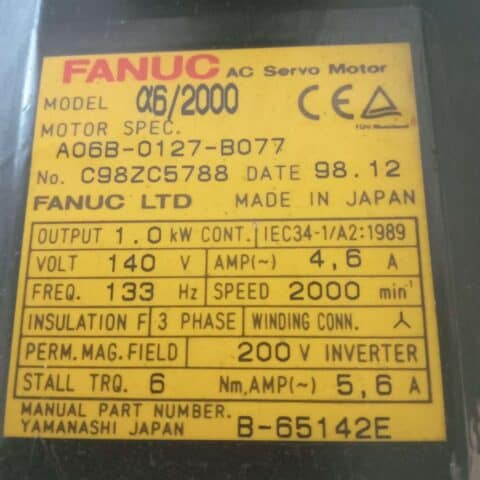 FANUC AC Servo Motor
MODEL α6/2000
MOTOR SPEC.
A06B-0127-B077
No. C98ZC5788 DATE 98.12
FANUC LTD MADE IN JAPAN
OUTPUT 1.0 kW CONT. IEC34-1/A2:1989
VOLT 140 V AMP(~) 4,6 A
FREQ. 133 Hz SPEED 2000 min⁻¹
INSULATION F 3 PHASE WINDING CONN.
PERM.MAG.FIELD 200 V INVERTER
STALL TRQ. 6 Nm,AMP(~) 5,6 A
MANUAL PART NUMBER.
YAMANASHI JAPAN B-65142E